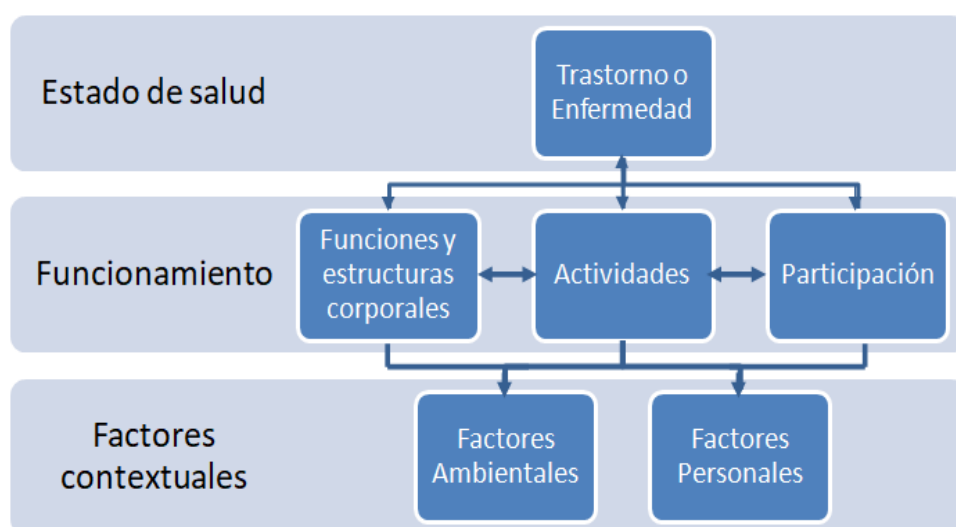 Estado de salud
Trastorno o
Enfermedad
Funcionamiento
Funciones y
estructuras
corporales
Actividades
Participación
Factores
contextuales
Factores
Ambientales
Factores
Personales